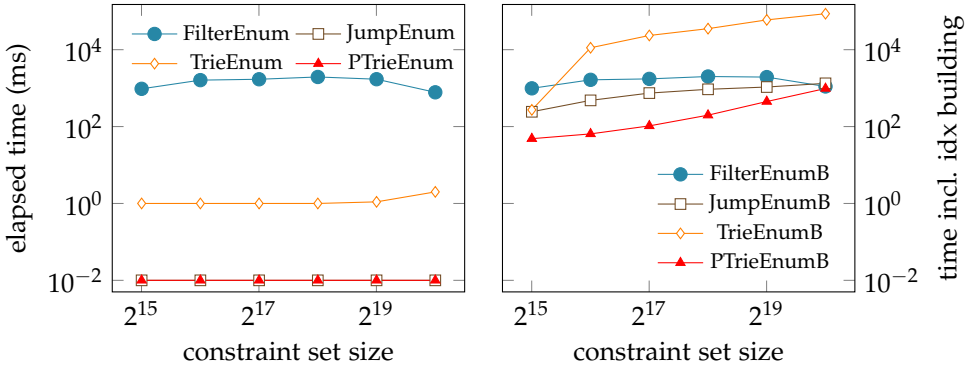 elapsed time (ms)
10^4
10^2
10^0
10^−2
FilterEnum
JumpEnum
TrieEnum
PTrieEnum
2^15
2^17
2^19
constraint set size
FilterEnumB
JumpEnumB
TrieEnumB
PTrieEnumB
2^15
2^17
2^19
constraint set size
10^4
10^2
10^0
10^−2
time incl. idx building